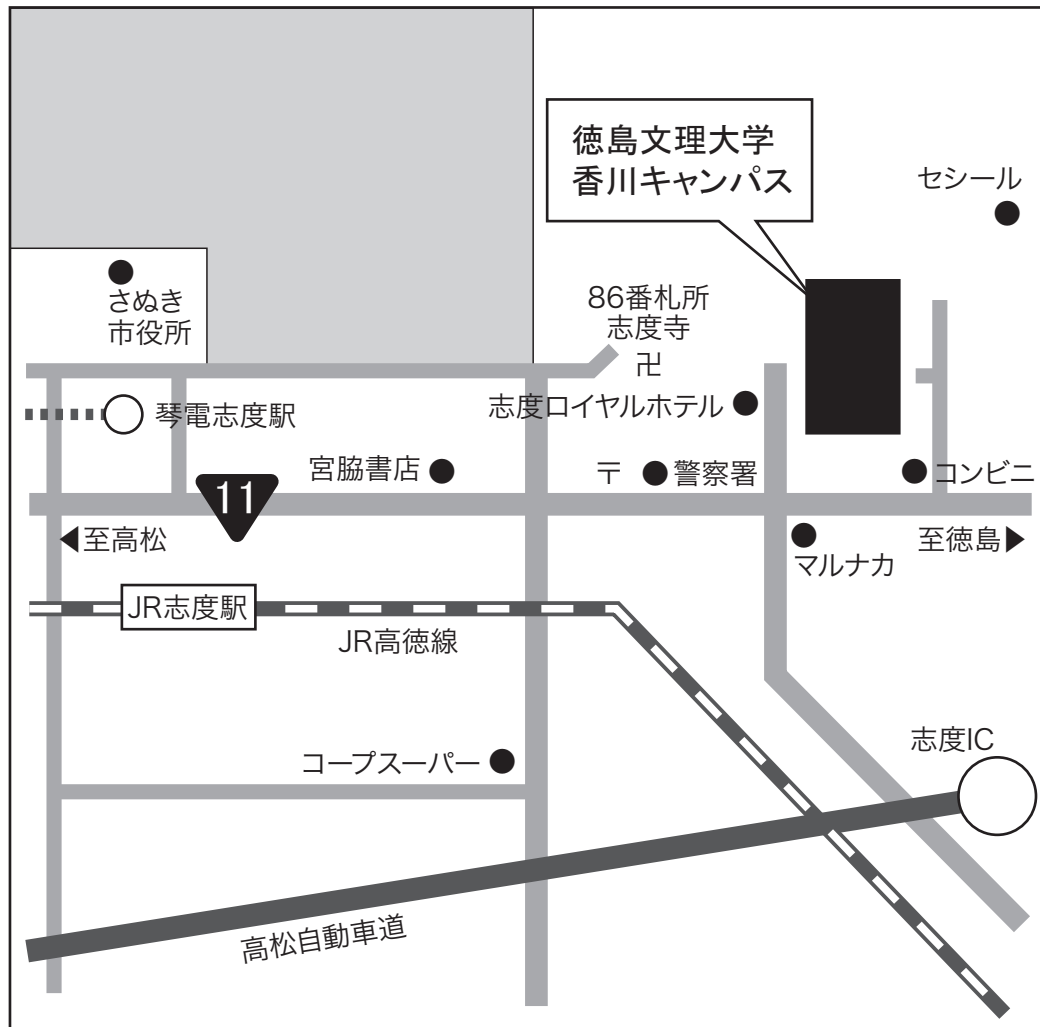 徳島文理大学
香川キャンパス
セシール
さぬき
市役所
86番札所
志度寺
卍
琴電志度駅
志度ロイヤルホテル
宮脇書店
〒
警察署
コンビニ
11
◀至高松
マルナカ
至徳島▶
JR志度駅
JR高徳線
志度IC
コープスーパー
高松自動車道